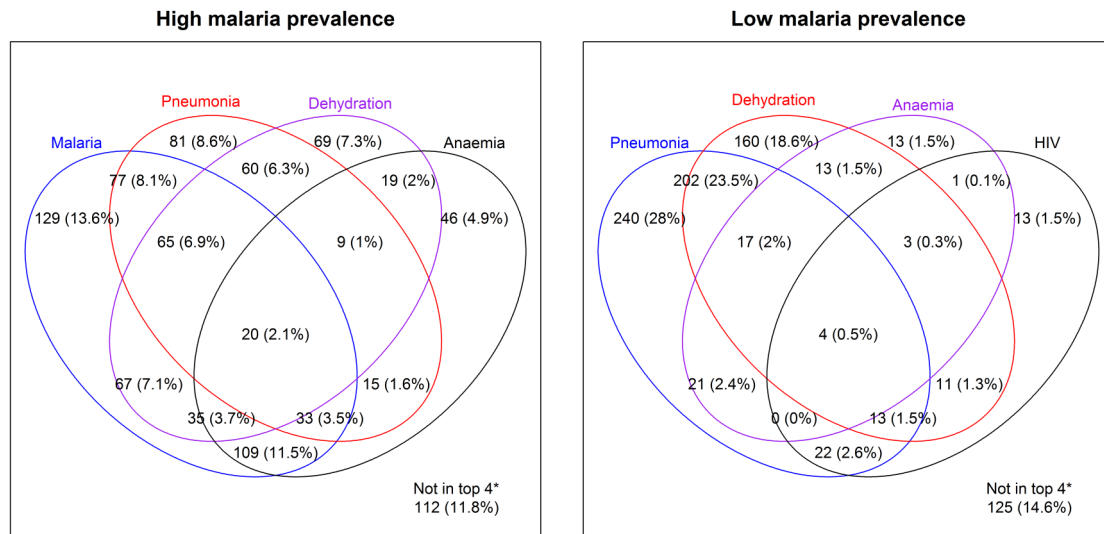 High malaria prevalence
Pneumonia
Dehydration
Malaria
Anaemia
81 (8.6%)
69 (7.3%)
60 (6.3%)
77 (8.1%)
19 (2%)
129 (13.6%)
46 (4.9%)
65 (6.9%)
9 (1%)
20 (2.1%)
67 (7.1%)
15 (1.6%)
35 (3.7%)
33 (3.5%)
109 (11.5%)
Not in top 4*
112 (11.8%)
Low malaria prevalence
Dehydration
Anaemia
Pneumonia
HIV
160 (18.6%)
13 (1.5%)
13 (1.5%)
202 (23.5%)
1 (0.1%)
240 (28%)
13 (1.5%)
17 (2%)
3 (0.3%)
4 (0.5%)
21 (2.4%)
11 (1.3%)
0 (0%)
13 (1.5%)
22 (2.6%)
Not in top 4*
125 (14.6%)